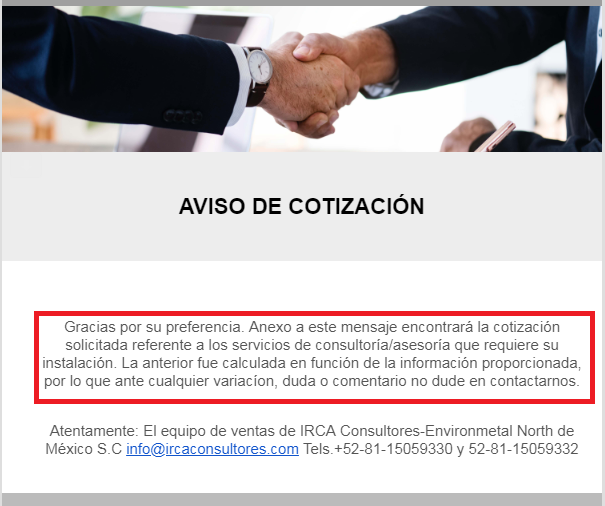 AVISO DE COTIZACIÓN
Gracias por su preferencia. Anexo a este mensaje encontrará la cotización
solicitada referente a los servicios de consultoría/asesoría que requiere su
instalación. La anterior fue calculada en función de la información proporcionada,
por lo que ante cualquier variacíon, duda o comentario no dude en contactarnos.
Atentamente: El equipo de ventas de IRCA Consultores-Environmetal North de
México S.C info@ircaconsultores.com Tels.+52-81-15059330 y 52-81-15059332